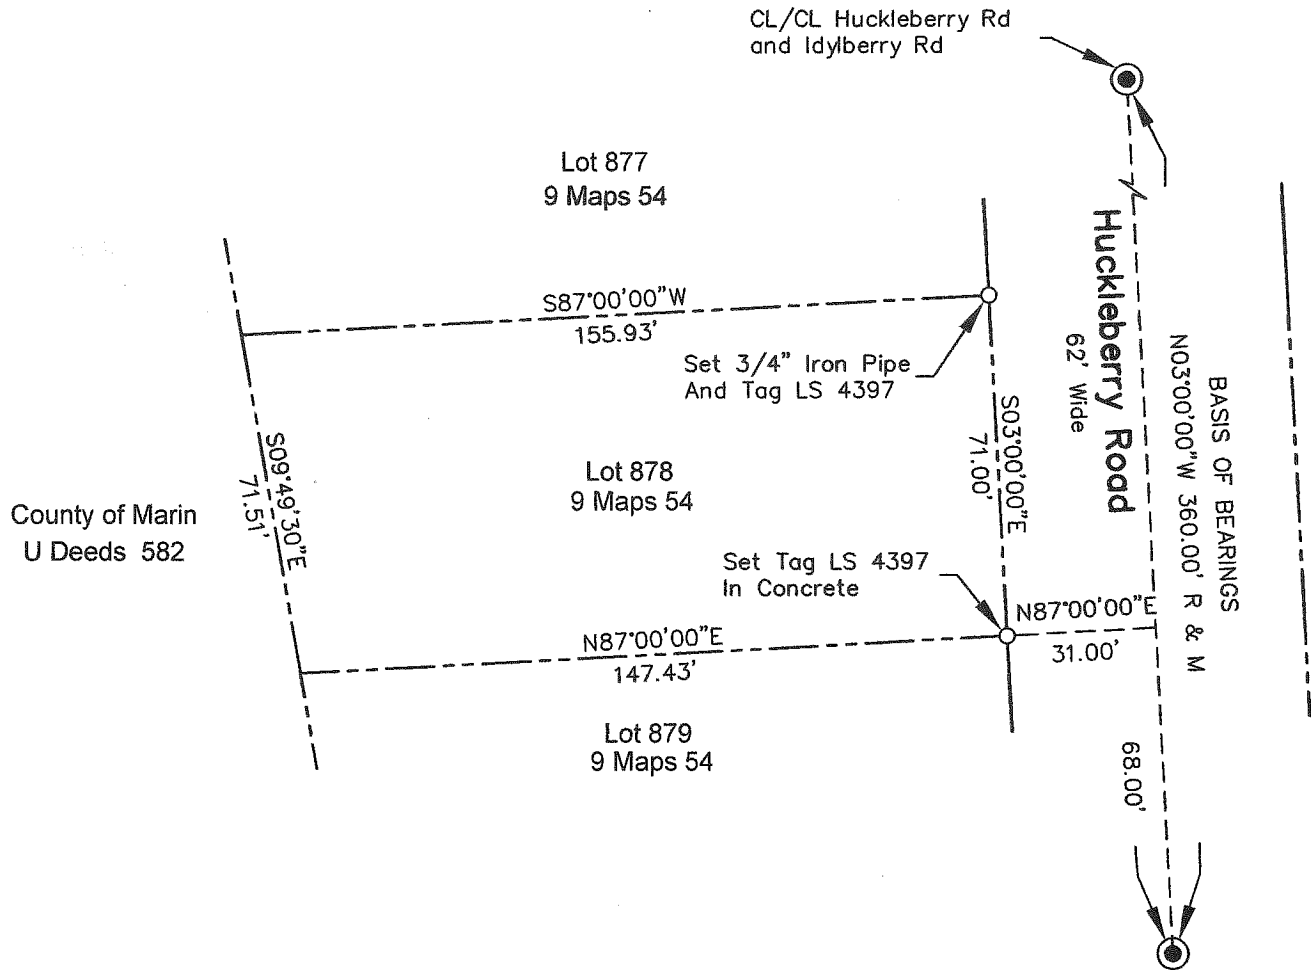 CL/CL Huckleberry Rd
and Idylberry Rd
Lot 877
9 Maps 54
S87°00'00"W
155.93'
Set 3/4" Iron Pipe
And Tag LS 4397
Huckleberry Road
62' Wide
BASIS OF BEARINGS
N03°00'00"W 360.00' R & M
S03°00'00"E
71.00'
S09°49'30"E
71.51'
Lot 878
9 Maps 54
County of Marin
U Deeds 582
Set Tag LS 4397
In Concrete
N87°00'00"E
31.00'
N87°00'00"E
147.43'
Lot 879
9 Maps 54
68.00'